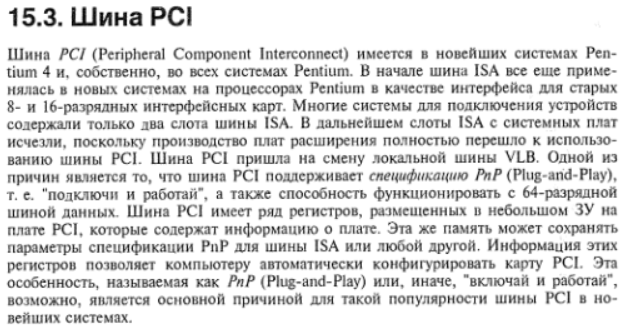 15.3. Шина PCI
Шина PCI (Peripheral Component Interconnect) имеется в новейших системах Pen-
tium 4 и, собственно, во всех системах Pentium. В начале шина ISA все еще приме-
нялась в новых системах на процессорах Pentium в качестве интерфейса для старых
8- и 16-разрядных интерфейсных карт. Многие системы для подключения устройств
содержали только два слота шины ISA. В дальнейшем слоты ISA с системных плат
исчезли, поскольку производство плат расширения полностью перешло к использо-
ванию шины PCI. Шина PCI пришла на смену локальной шины VLB. Одной из
причин является то, что шина PCI поддерживает спецификацию PnP (Plug-and-Play),
т. е. "подключи и работай", а также способность функционировать с 64-разрядной
шиной данных. Шина PCI имеет ряд регистров, размещенных в небольшом ЗУ на
плате PCI, которые содержат информацию о плате. Эта же память может сохранять
параметры спецификации PnP для шины ISA или любой другой. Информация этих
регистров позволяет компьютеру автоматически конфигурировать карту PCI. Эта
особенность, называемая как PnP (Plug-and-Play) или, иначе, "включай и работай",
возможно, является основной причиной для такой популярности шины PCI в но-
вейших системах.